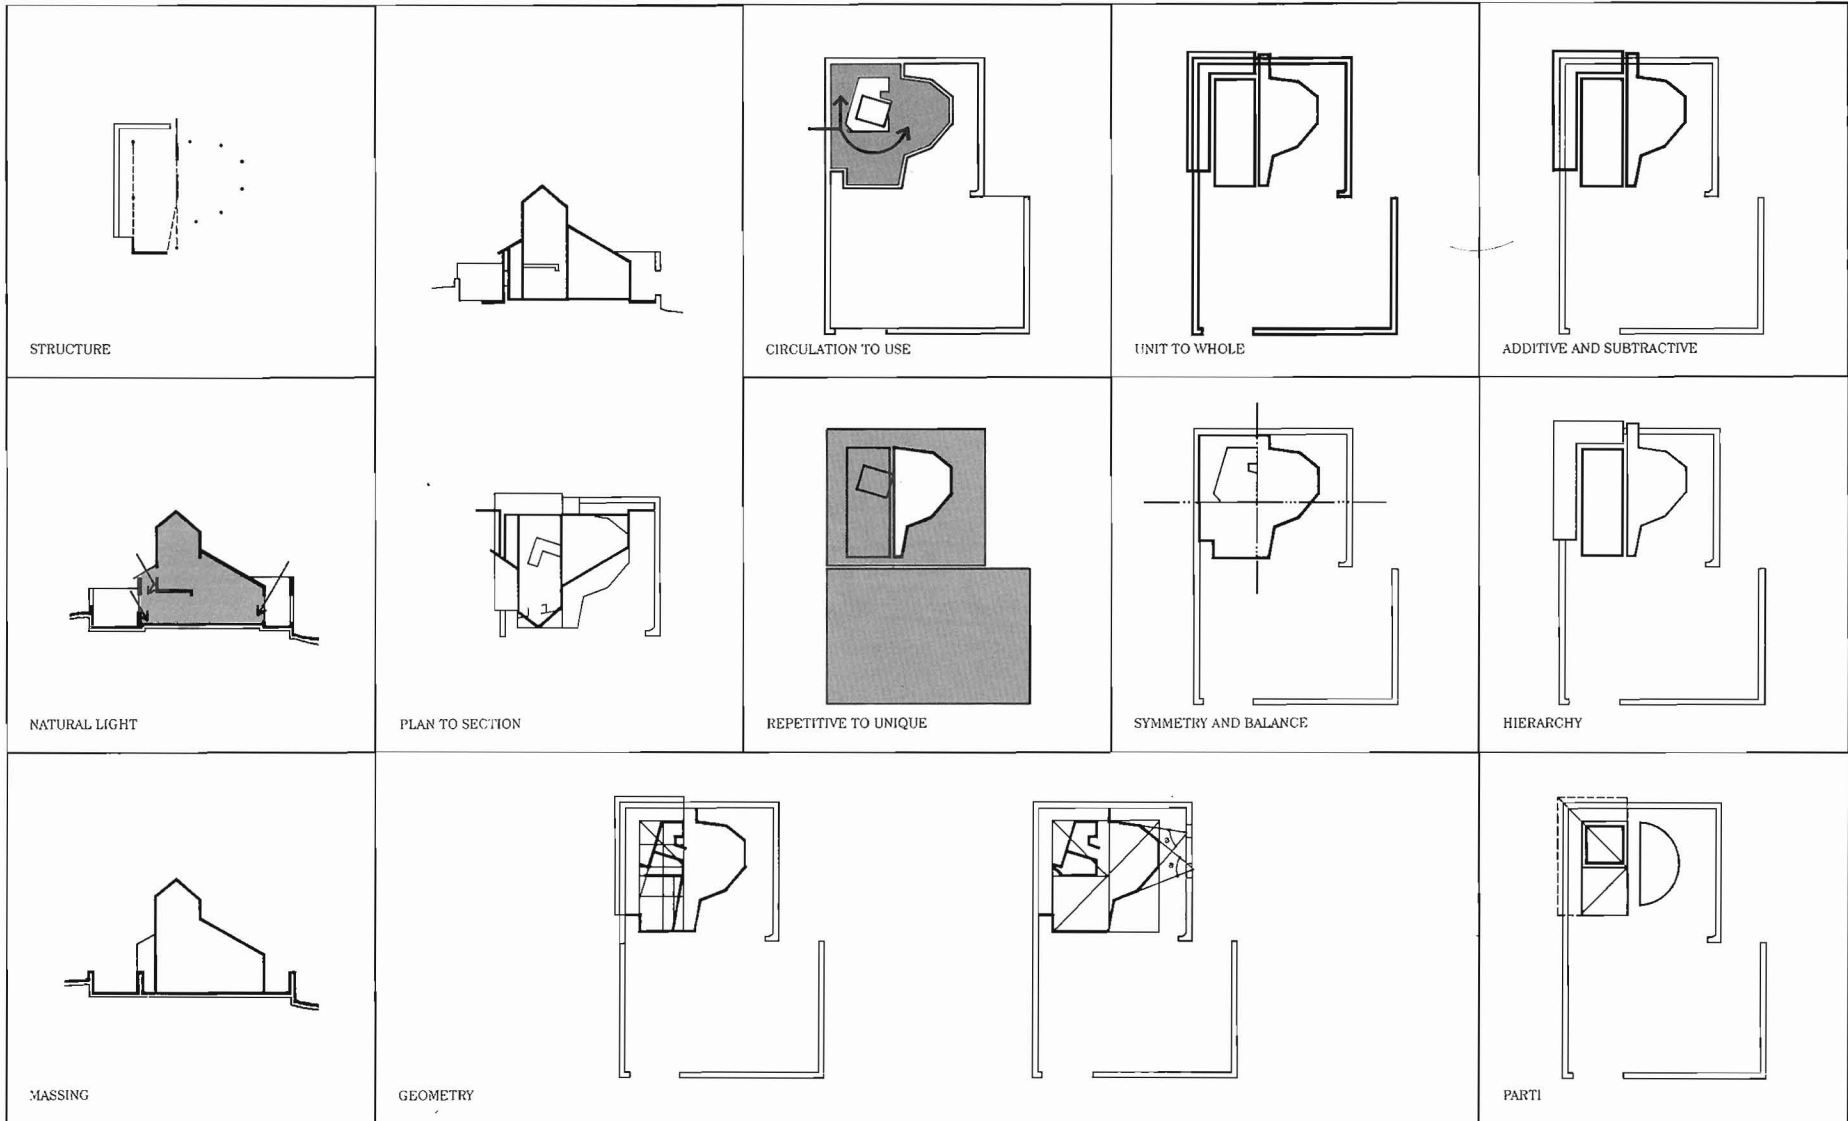 STRUCTURE
CIRCULATION TO USE
UNIT TO WHOLE
ADDITIVE AND SUBTRACTIVE
NATURAL LIGHT
PLAN TO SECTION
REPETITIVE TO UNIQUE
SYMMETRY AND BALANCE
HIERARCHY
a
a
MASSING
GEOMETRY
PARTI